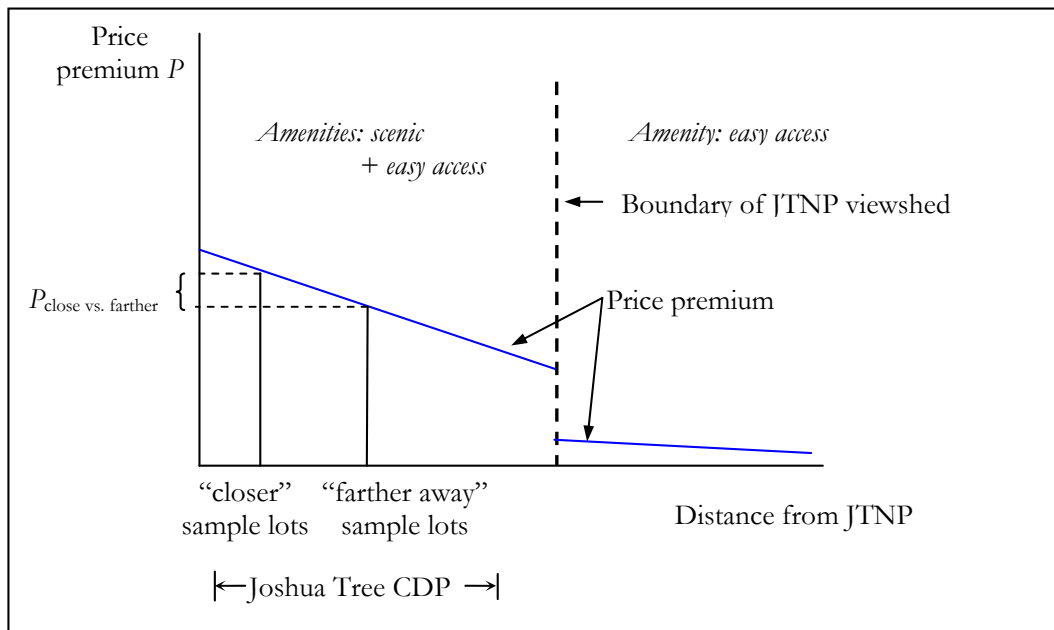 Price
premium P
Amenities: scenic
+ easy access
Amenity: easy access
Boundary of JTNP viewshed
P close vs. farther
Price premium
“closer”
sample lots
“farther away”
sample lots
Distance from JTNP
Joshua Tree CDP